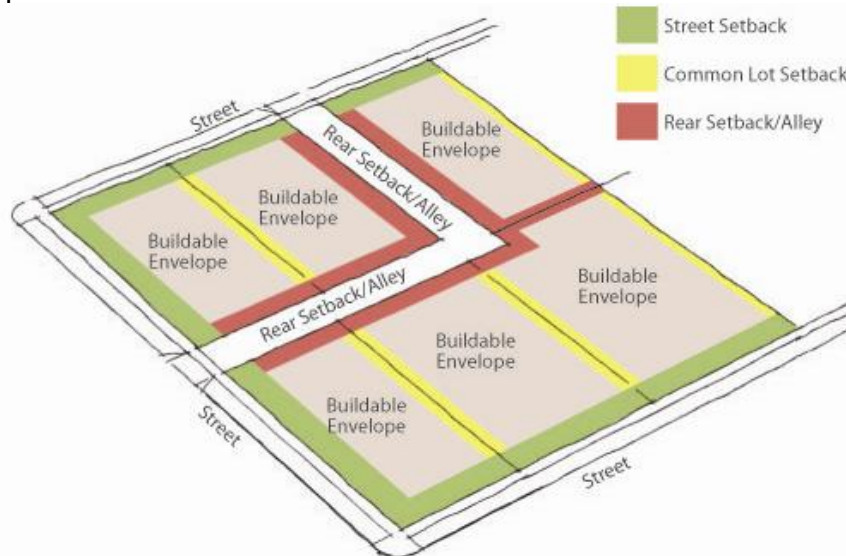 Street Setback
Common Lot Setback
Rear Setback/Alley
Street
Rear Setback/Alley
Buildable
Envelope
Buildable
Envelope
Buildable
Envelope
Rear Setback/Alley
Buildable
Envelope
Buildable
Envelope
Buildable
Envelope
Street
Street